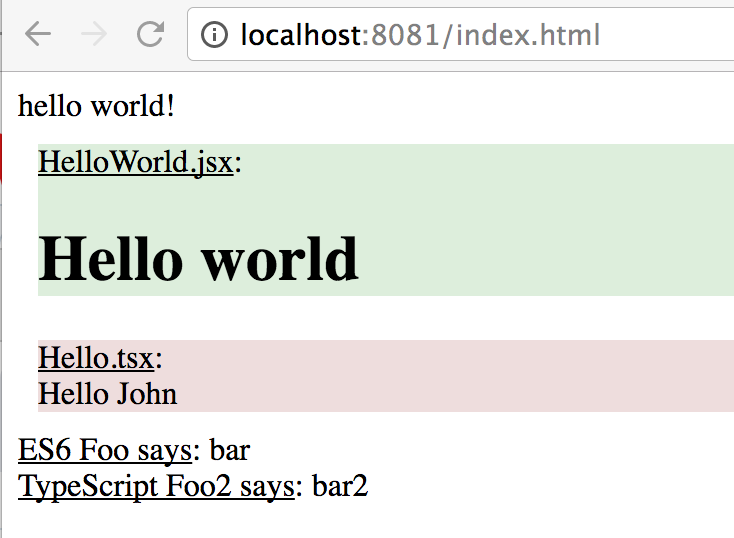 localhost:8081/index.html
hello world!
HelloWorld.jsx:
Hello world
Hello.tsx:
Hello John
ES6 Foo says: bar
TypeScript Foo2 says: bar2